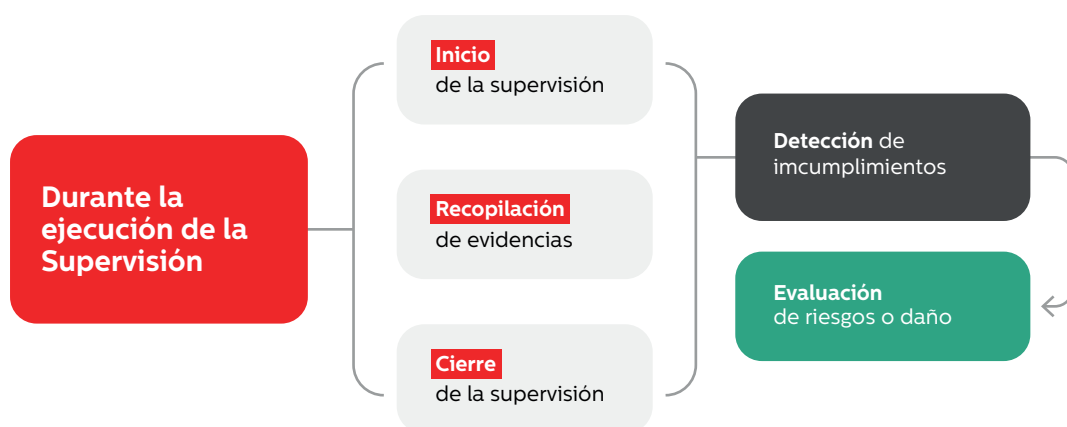 Durante la
ejecución de la
Supervisión
Inicio
de la supervisión
Recopilación
de evidencias
Cierre
de la supervisión
Detección de
imcumplimientos
Evaluación
de riesgos o daño